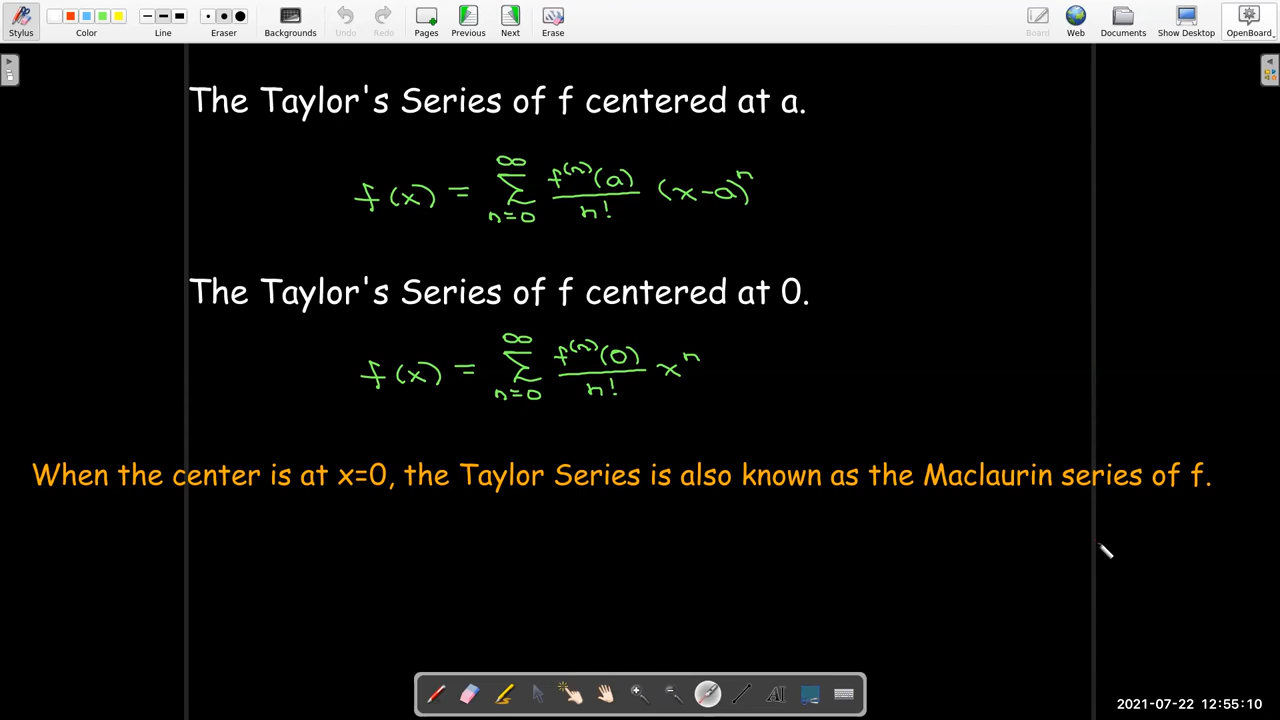 Stylus Color Line Eraser Backgrounds Undo Redo Pages Previous Next Erase Board Web Documents Show Desktop OpenBoard
The Taylor's Series of f centered at a.
f(x) = ∑_{n=0}^{∞} f^{(n)}(a)/n! (x-a)^n
The Taylor's Series of f centered at 0.
f(x) = ∑_{n=0}^{∞} f^{(n)}(0)/n! x^n
When the center is at x=0, the Taylor Series is also known as the Maclaurin series of f.
AI
2021-07-22 12:55:10